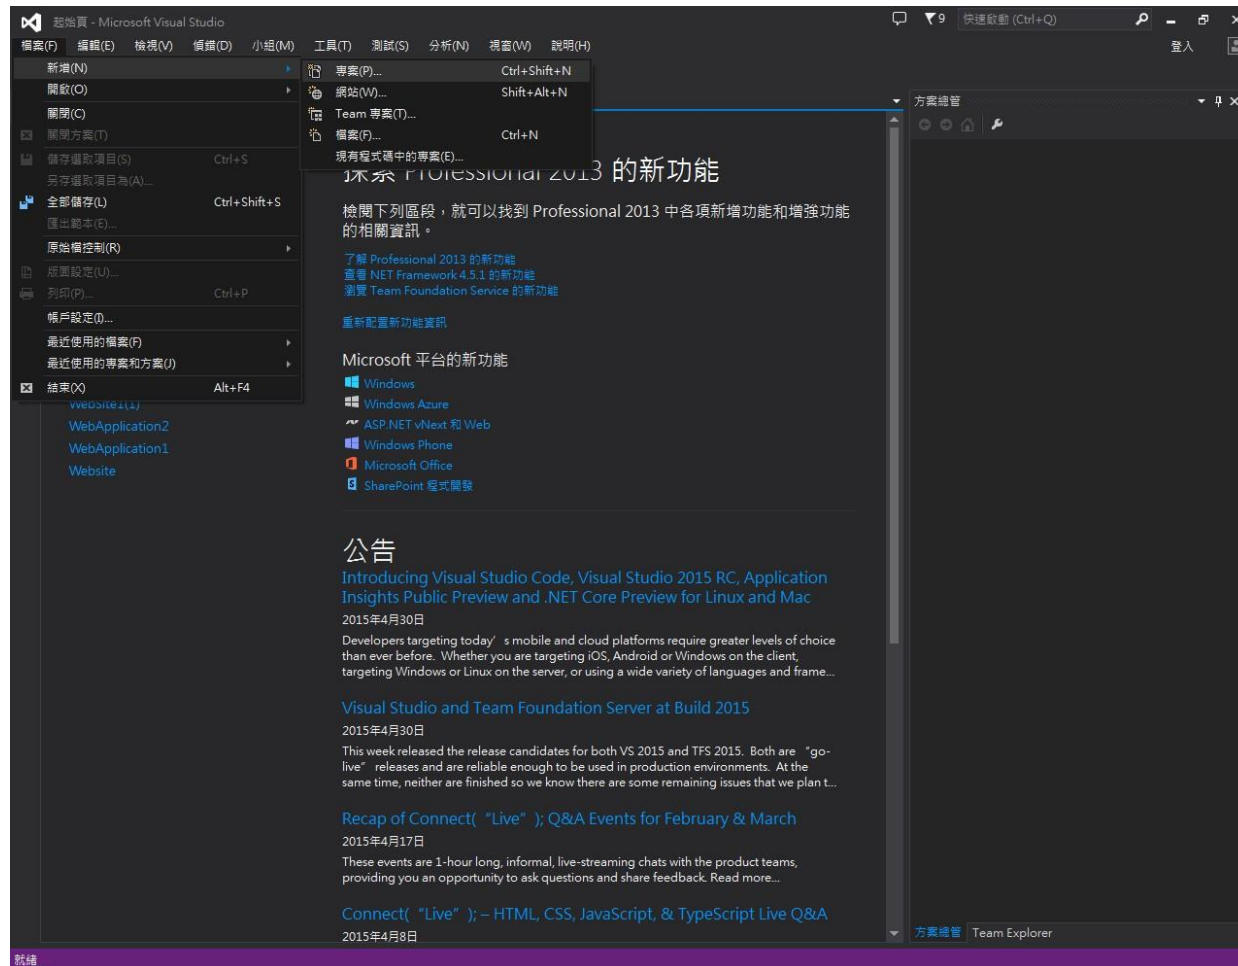 起始頁 - Microsoft Visual Studio
9
快速啟動 (Ctrl+Q)
檔案(F) 編輯(E) 檢視(V) 偵錯(D) 小組(M) 工具(T) 測試(S) 分析(N) 視窗(W) 說明(H)
登入
新增(N)
開啟(O)
關閉(C)
關閉方案(T)
儲存選取項目(S) Ctrl+S
另存選取項目為(A)...
全部儲存(L) Ctrl+Shift+S
匯出範本(E)...
原始檔控制(R)
版面設定(U)...
列印(P)... Ctrl+P
帳戶設定(I)...
最近使用的檔案(F)
最近使用的專案和方案(J)
結束(X) Alt+F4
專案(P)... Ctrl+Shift+N
網站(W)... Shift+Alt+N
Team 專案(T)...
檔案(F)... Ctrl+N
現有程式碼中的專案(E)...
WebSite1(1)
WebApplication2
WebApplication1
Website
探索 Professional 2013 的新功能
檢閱下列區段，就可以找到 Professional 2013 中各項新增功能和增強功能
的相關資訊。
了解 Professional 2013 的新功能
查看 .NET Framework 4.5.1 的新功能
瀏覽 Team Foundation Service 的新功能
重新配置新功能資訊
Microsoft 平台的新功能
Windows
Windows Azure
ASP.NET vNext 和 Web
Windows Phone
Microsoft Office
SharePoint 程式開發
公告
Introducing Visual Studio Code, Visual Studio 2015 RC, Application
Insights Public Preview and .NET Core Preview for Linux and Mac
2015年4月30日
Developers targeting today’s mobile and cloud platforms require greater levels of choice
than ever before.  Whether you are targeting iOS, Android or Windows on the client,
targeting Windows or Linux on the server, or using a wide variety of languages and frame...
Visual Studio and Team Foundation Server at Build 2015
2015年4月30日
This week released the release candidates for both VS 2015 and TFS 2015.  Both are “go-
live” releases and are reliable enough to be used in production environments.  At the
same time, neither are finished so we know there are some remaining issues that we plan t...
Recap of Connect( “Live” ); Q&A Events for February & March
2015年4月17日
These events are 1-hour long, informal, live-streaming chats with the product teams,
providing you an opportunity to ask questions and share feedback. Read more...
Connect( “Live” ); – HTML, CSS, JavaScript, & TypeScript Live Q&A
2015年4月8日
方案總管
方案總管 Team Explorer
就緒